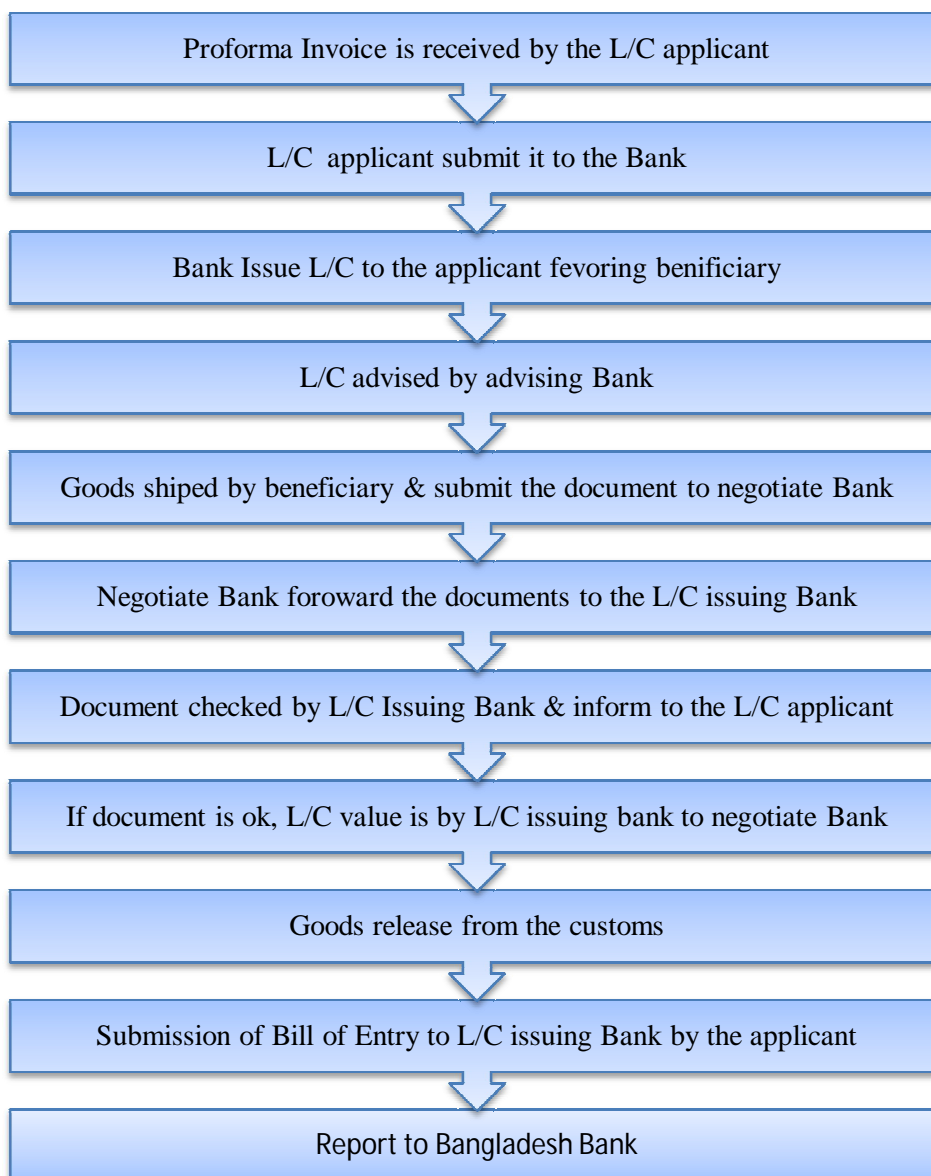 Proforma Invoice is received by the L/C applicant
L/C applicant submit it to the Bank
Bank Issue L/C to the applicant fevoring benificiary
L/C advised by advising Bank
Goods shiped by beneficiary & submit the document to negotiate Bank
Negotiate Bank foroward the documents to the L/C issuing Bank
Document checked by L/C Issuing Bank & inform to the L/C applicant
If document is ok, L/C value is by L/C issuing bank to negotiate Bank
Goods release from the customs
Submission of Bill of Entry to L/C issuing Bank by the applicant
Report to Bangladesh Bank